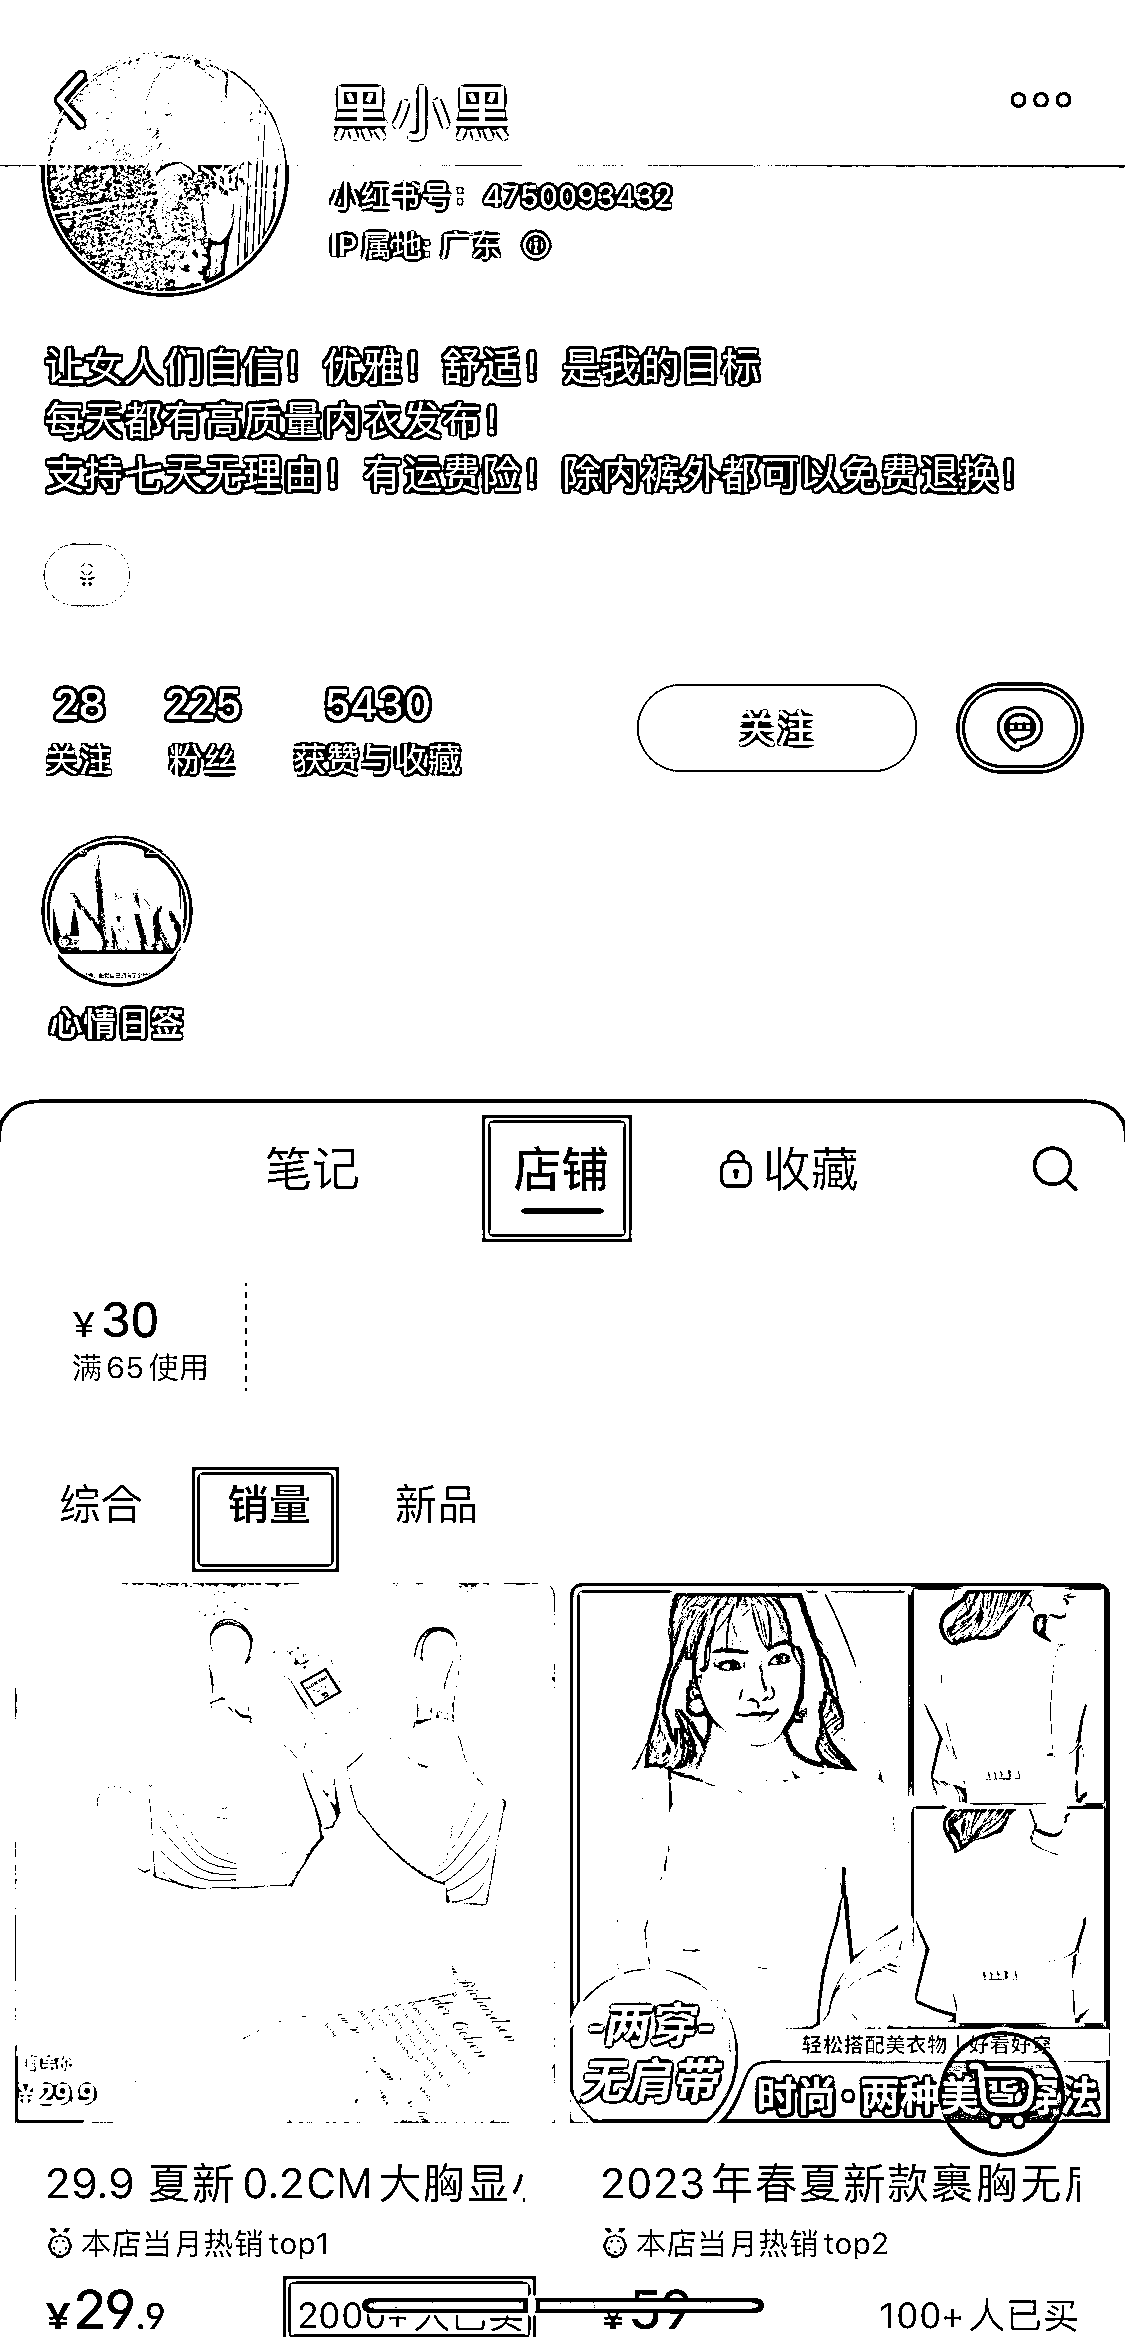 黑小黑
小红书号：4750093432
IP属地：广东
让女人们自信！优雅！舒适！是我的目标
每天都有高质量内衣发布！
支持七天无理由！有运费险！除内裤外都可以免费退换！
28 225 5430
关注 粉丝 获赞与收藏 关注
心情日签
笔记 店铺 收藏
¥30
满65使用
综合 销量 新品
¥29.9
-两穿-
无肩带
轻松搭配美衣物 | 好看好穿
时尚·两种美
法
29.9 夏新 0.2CM大胸显
2023年春夏新款裹胸无
本店当月热销top1
本店当月热销top2
¥29.9 2000+人已买
¥59 100+人已买